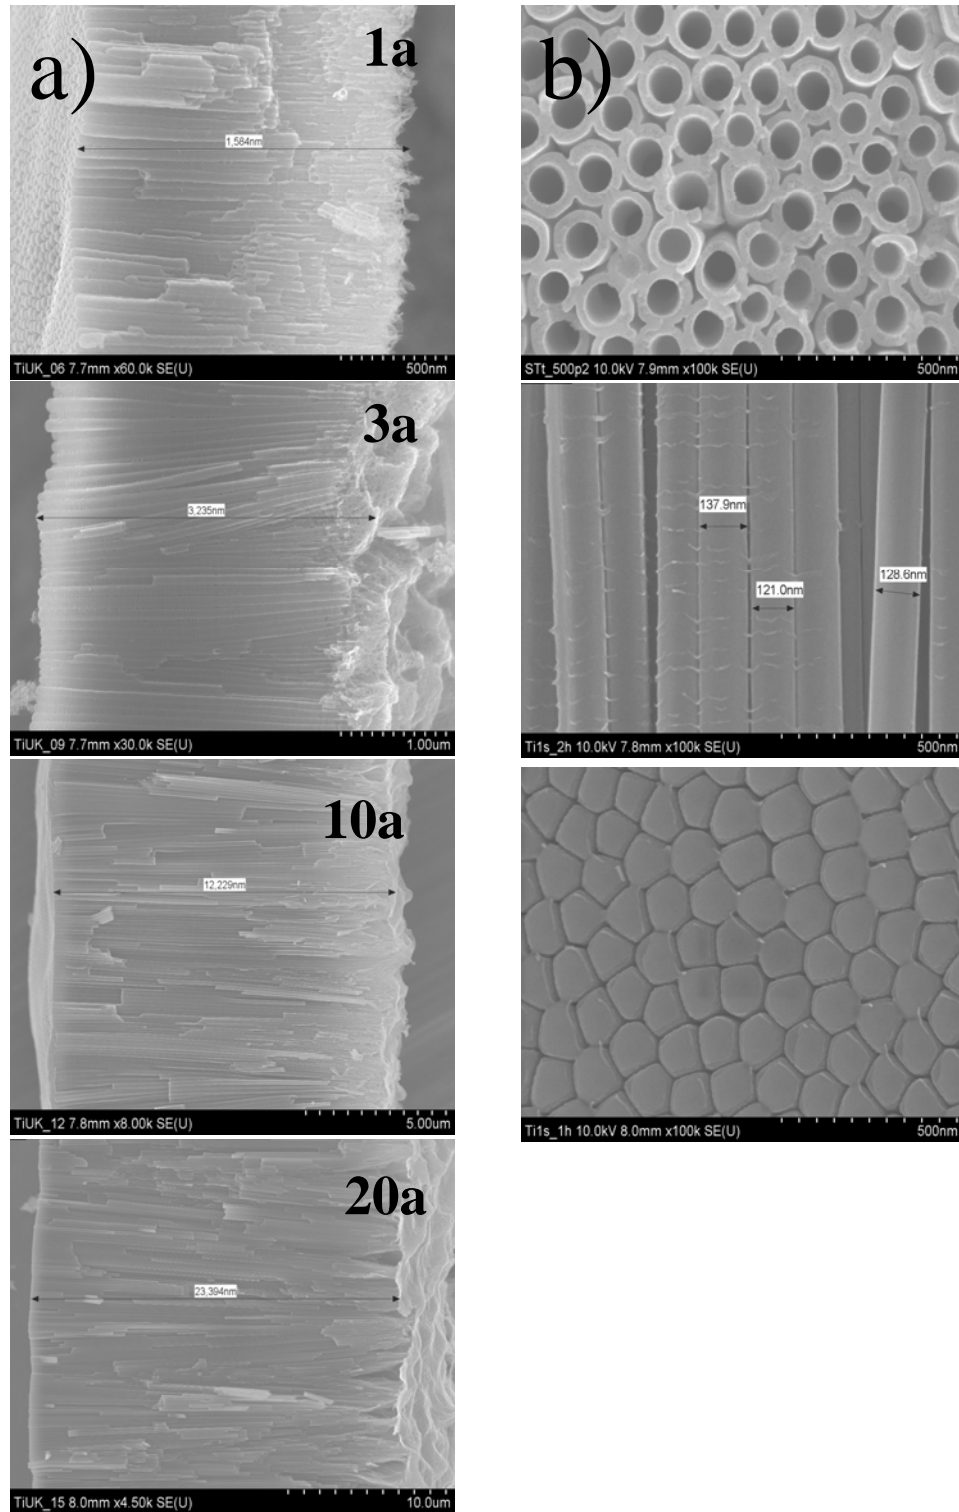 a)
1a
1,584nm
TiUK_06 7.7mm x60.0k SE(U)
500nm
3a
3,235nm
TiUK_09 7.7mm x30.0k SE(U)
1.00um
10a
12,229nm
TiUK_12 7.8mm x8.00k SE(U)
5.00um
20a
23,394nm
TiUK_15 8.0mm x4.50k SE(U)
10.0um
b)
STt_500p2 10.0kV 7.9mm x100k SE(U)
500nm
137.9nm
121.0nm
128.6nm
Ti1s_2h 10.0kV 7.8mm x100k SE(U)
500nm
Ti1s_1h 10.0kV 8.0mm x100k SE(U)
500nm